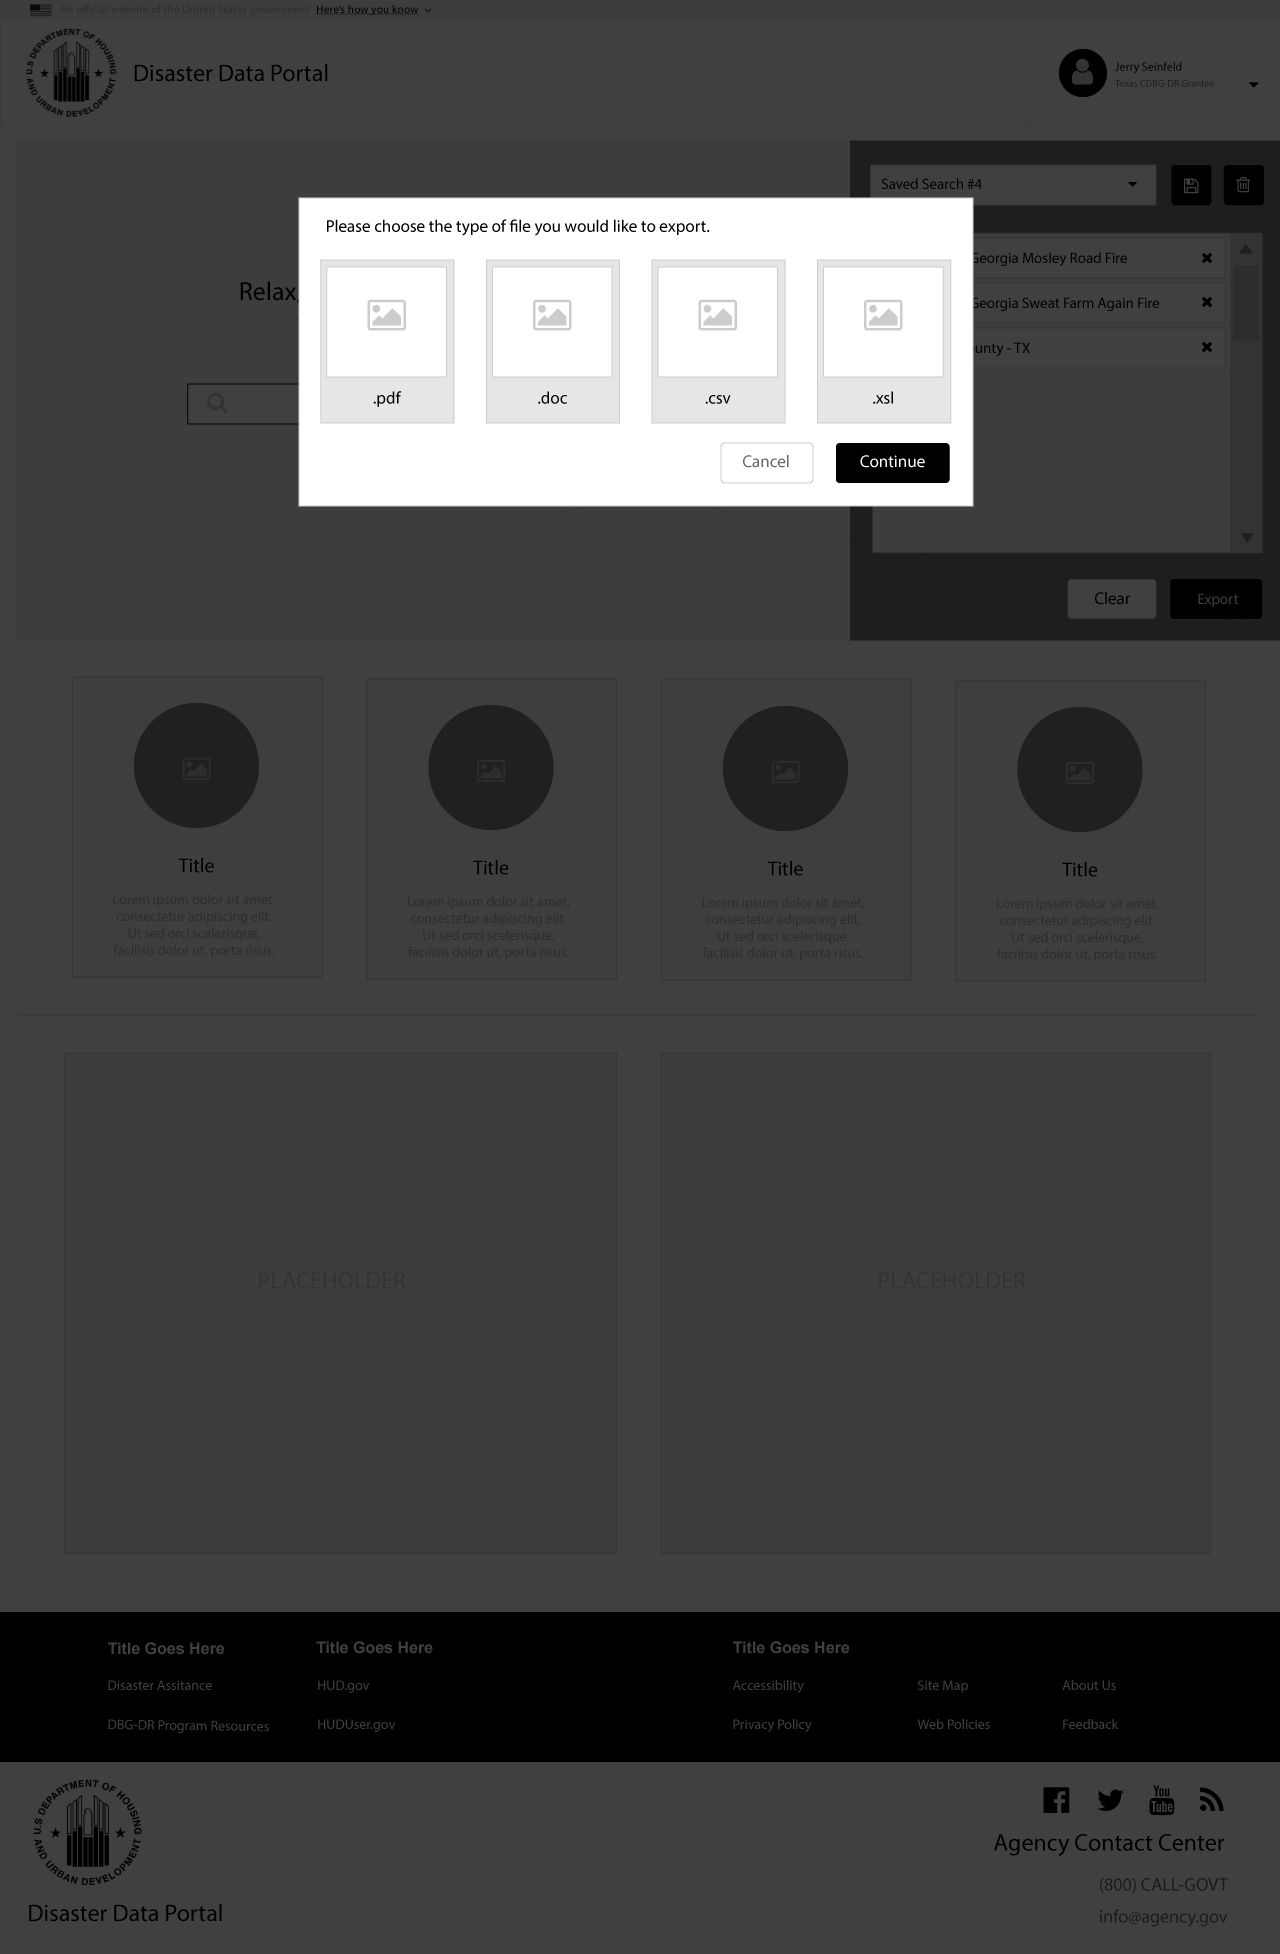 An official website of the United States government Here's how you know
U.S DEPARTMENT OF HOUSING
AND URBAN DEVELOPMENT
Disaster Data Portal
Jerry Seinfeld
Texas CDBG-DR Grantee
Saved Search #4
Please choose the type of file you would like to export.
Georgia Mosley Road Fire
Relax,
Georgia Sweat Farm Again Fire
unty - TX
.pdf
.doc
.csv
.xsl
Cancel
Continue
Clear
Export
Title
Lorem ipsum dolor sit amet,
consectetur adipiscing elit.
Ut sed orci scelerisque,
facilisis dolor ut, porta risus.
Title
Lorem ipsum dolor sit amet,
consectetur adipiscing elit.
Ut sed orci scelerisque,
facilisis dolor ut, porta risus.
Title
Lorem ipsum dolor sit amet,
consectetur adipiscing elit.
Ut sed orci scelerisque,
facilisis dolor ut, porta risus.
Title
Lorem ipsum dolor sit amet,
consectetur adipiscing elit.
Ut sed orci scelerisque,
facilisis dolor ut, porta risus.
PLACEHOLDER
PLACEHOLDER
Title Goes Here
Disaster Assitance
DBG-DR Program Resources
Title Goes Here
HUD.gov
HUDUser.gov
Title Goes Here
Accessibility
Site Map
About Us
Privacy Policy
Web Policies
Feedback
U.S DEPARTMENT OF HOUSING
AND URBAN DEVELOPMENT
Disaster Data Portal
You
Tube
Agency Contact Center
(800) CALL-GOVT
info@agency.gov